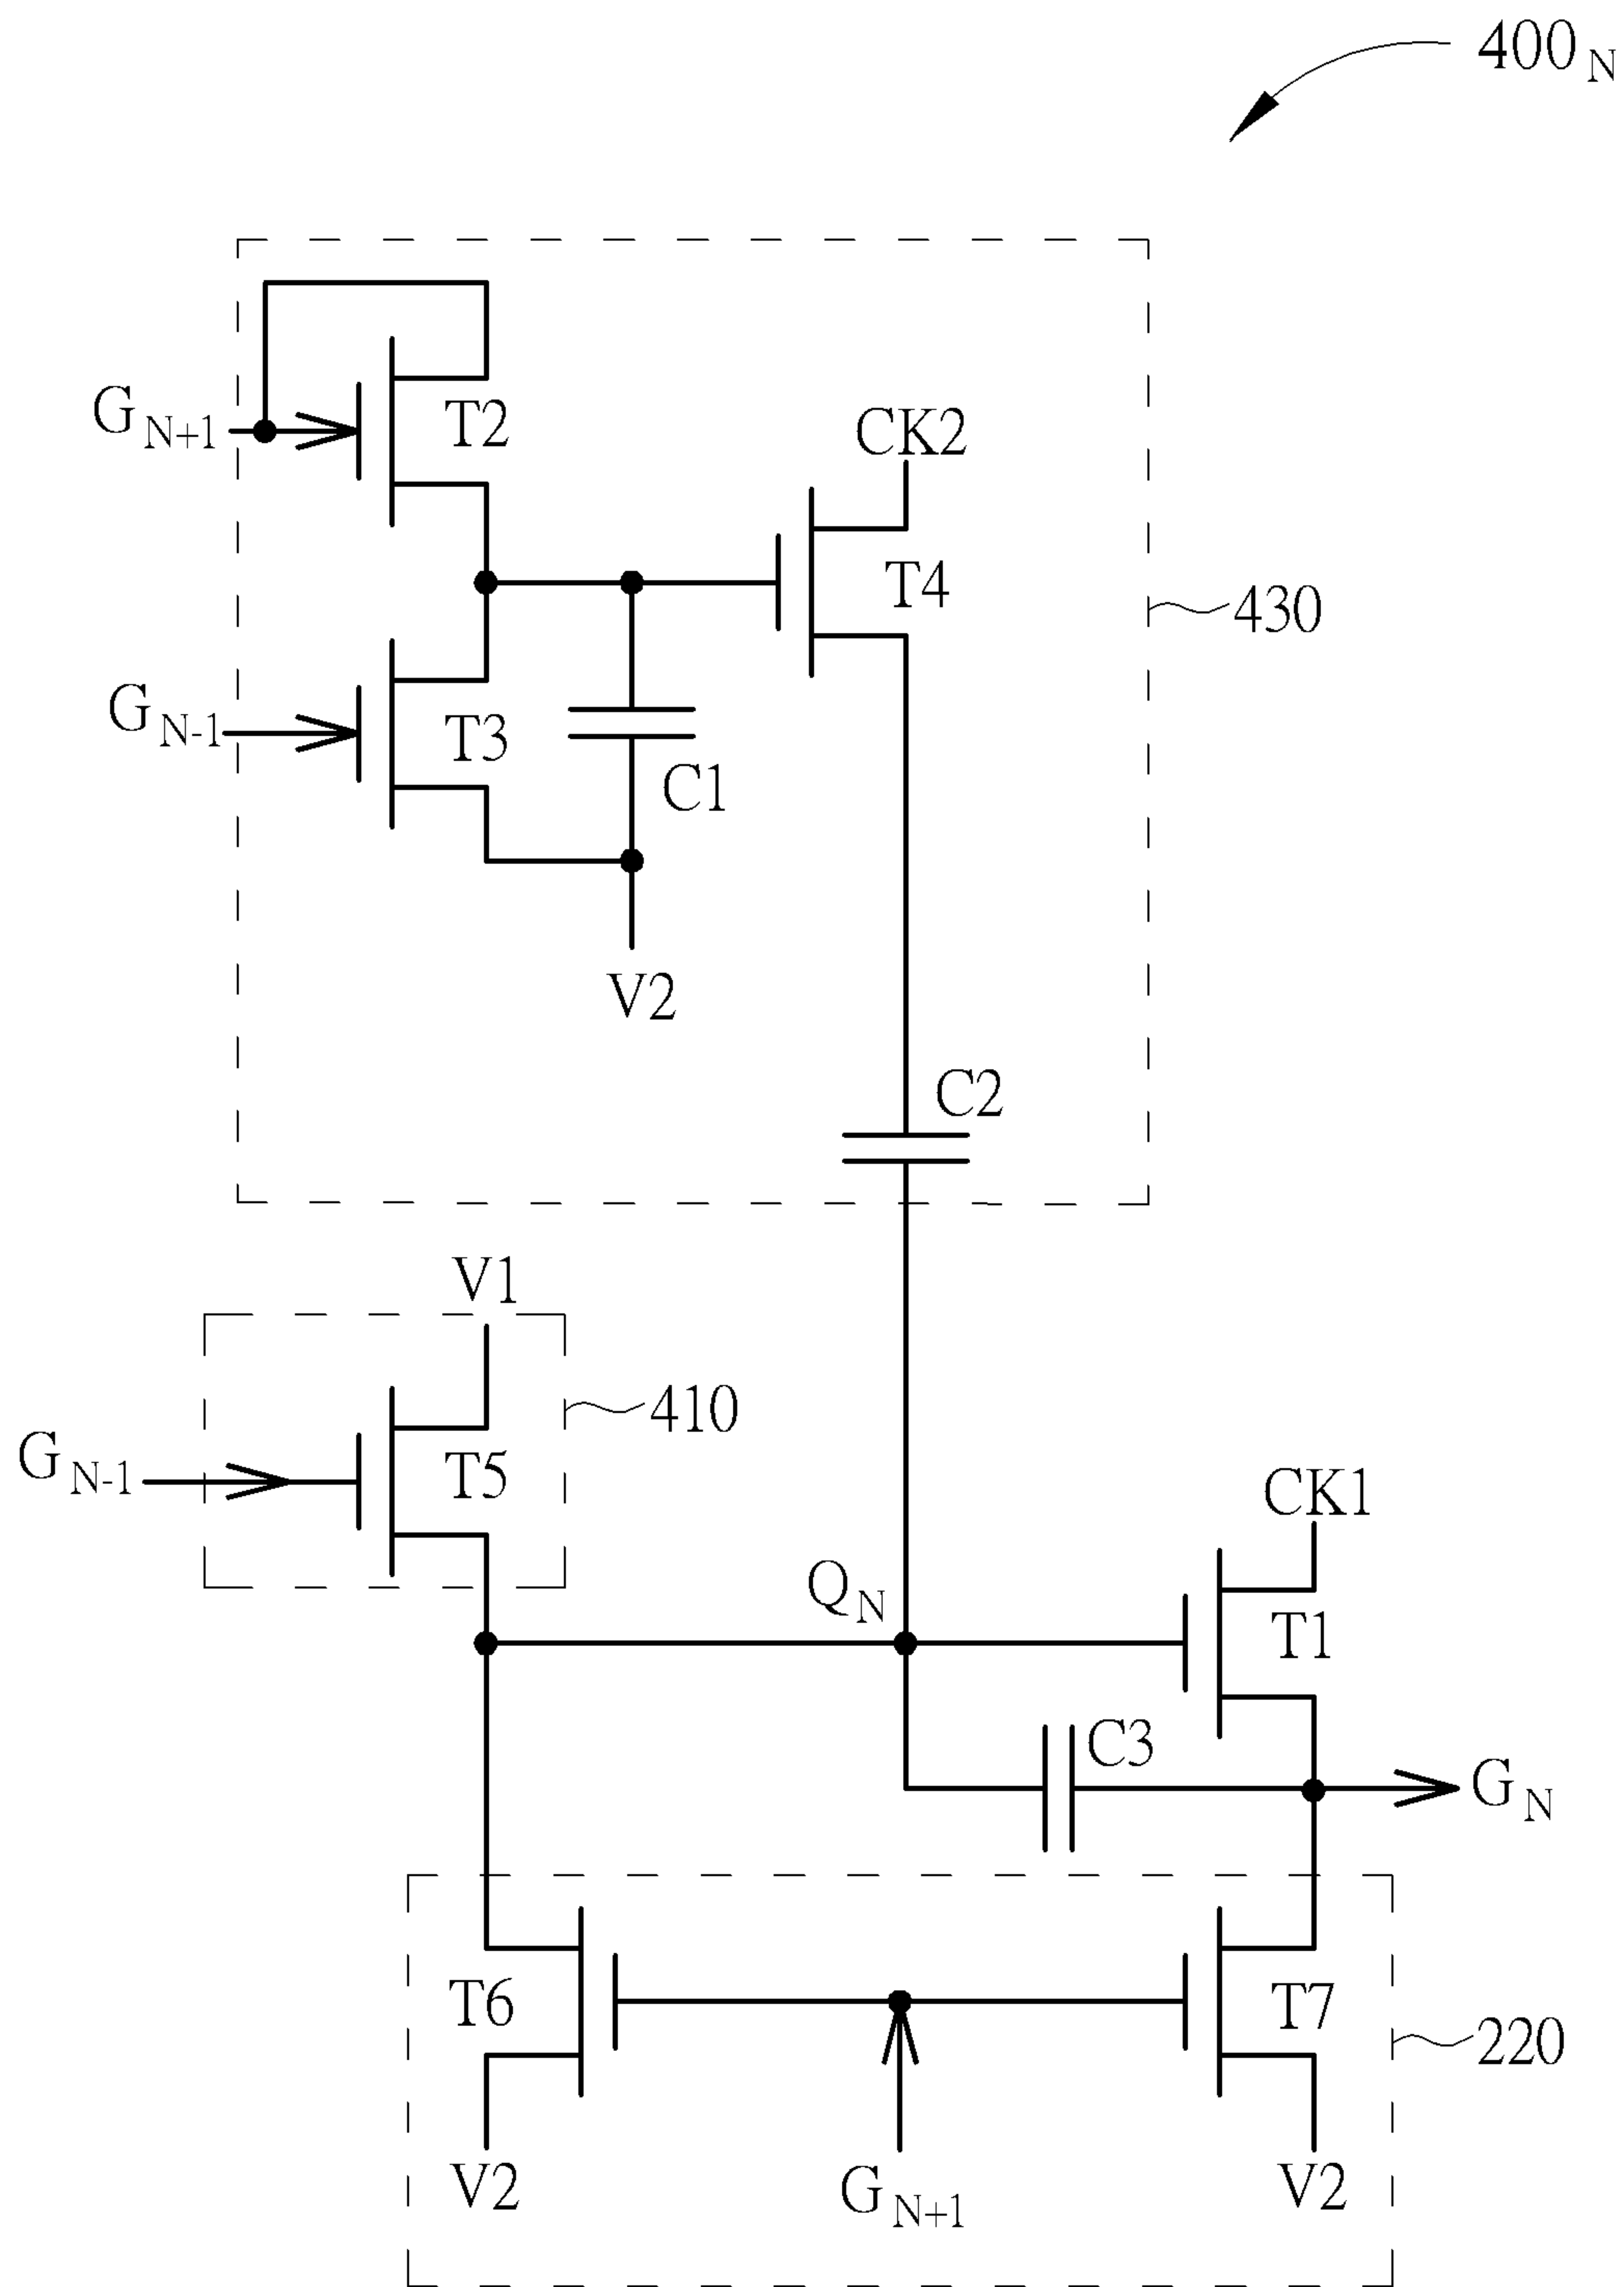 400N
GN+1
T2
CK2
T4
430
GN-1
T3
C1
V2
C2
V1
410
GN-1
T5
CK1
QN
T1
C3
GN
T6
T7
220
V2
GN+1
V2